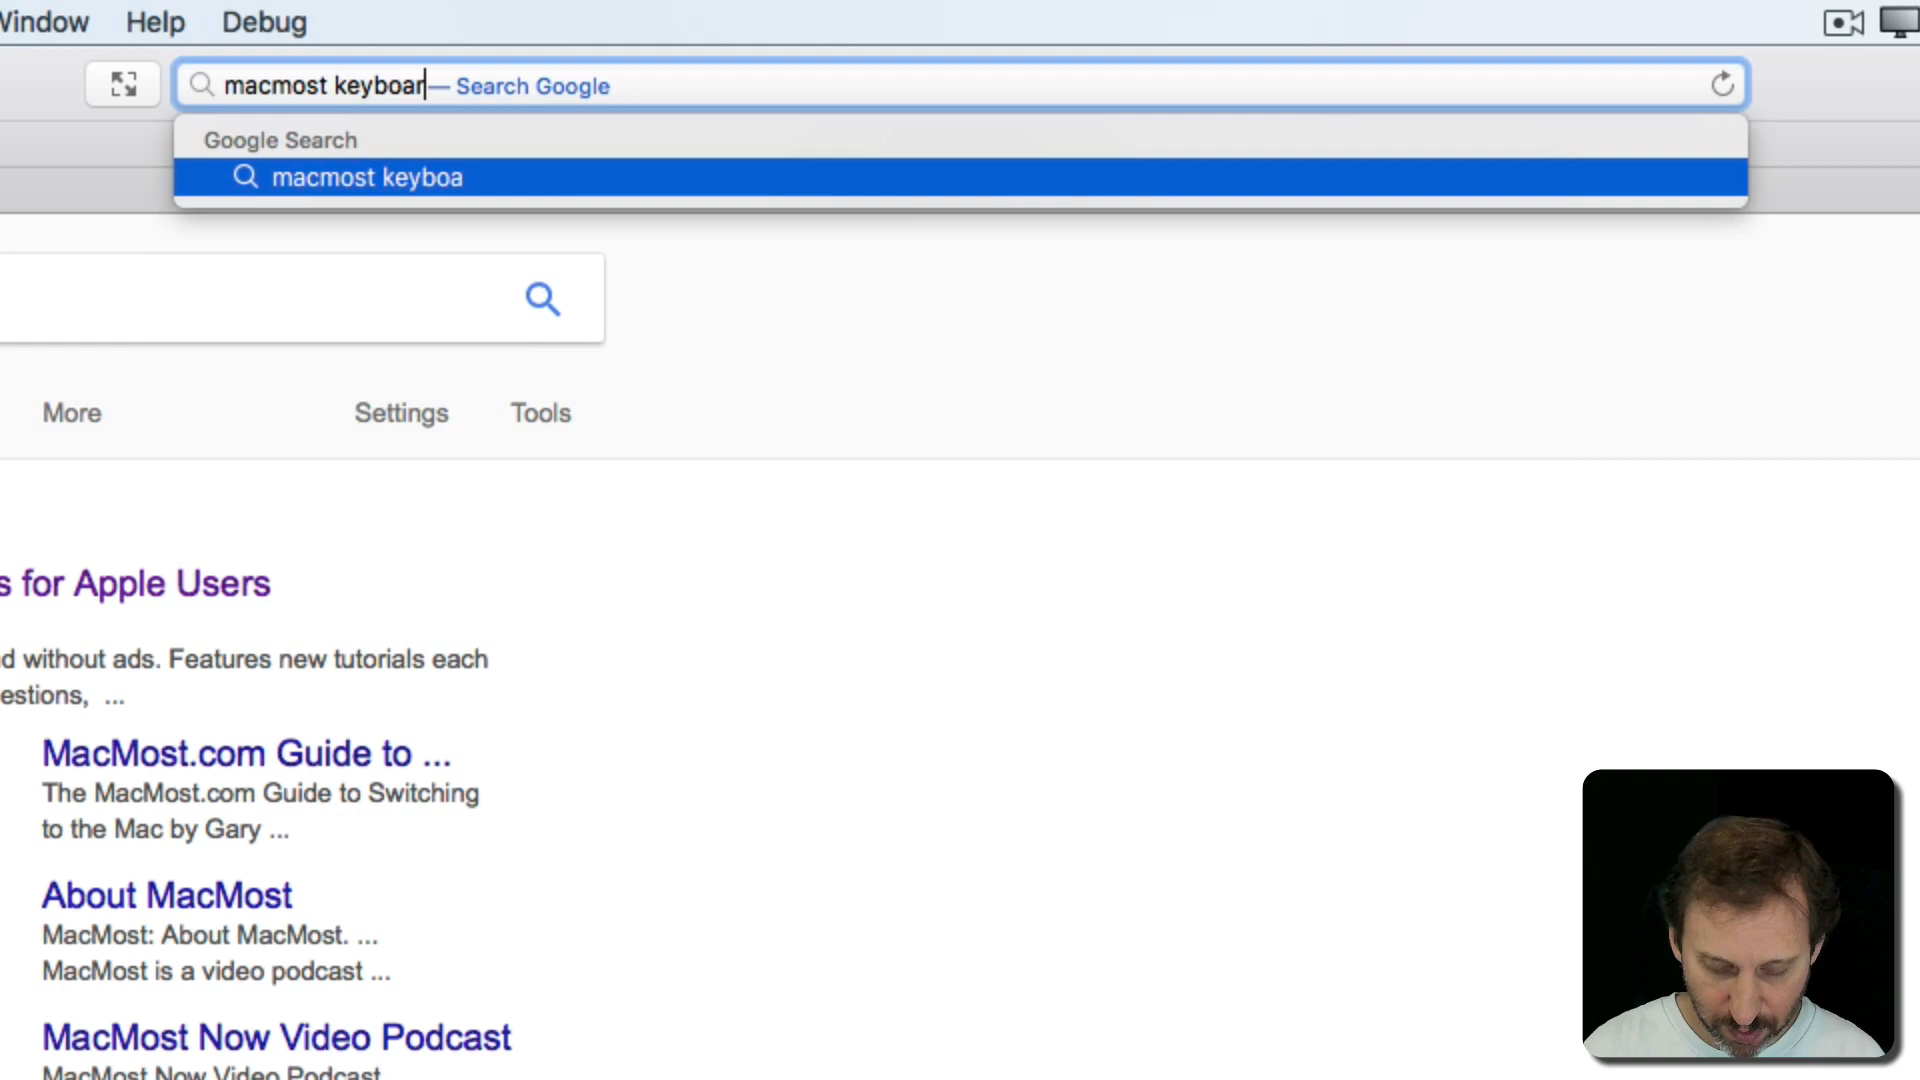 Window Help Debug
macmost keyboar — Search Google
Google Search
macmost keyboa
More Settings Tools
s for Apple Users
d without ads. Features new tutorials each
estions, ...
MacMost.com Guide to ...
The MacMost.com Guide to Switching
to the Mac by Gary ...
About MacMost
MacMost: About MacMost. ...
MacMost is a video podcast ...
MacMost Now Video Podcast
MacMost Now Video Podcast